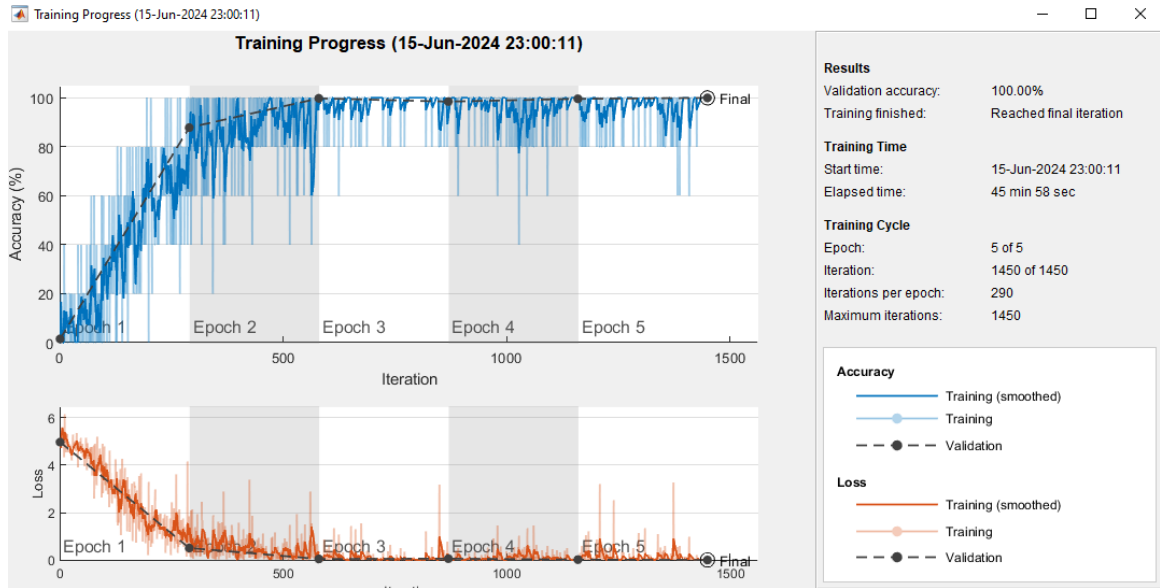 Training Progress (15-Jun-2024 23:00:11)
Training Progress (15-Jun-2024 23:00:11)
Accuracy (%)
100
80
60
40
20
0
Epoch 1
Epoch 2
Epoch 3
Epoch 4
Epoch 5
Final
0
500
1000
1500
Iteration
Loss
6
4
2
0
Epoch 1
Epoch 2
Epoch 3
Epoch 4
Epoch 5
Final
0
500
1000
1500
Results
Validation accuracy: 100.00%
Training finished: Reached final iteration
Training Time
Start time: 15-Jun-2024 23:00:11
Elapsed time: 45 min 58 sec
Training Cycle
Epoch: 5 of 5
Iteration: 1450 of 1450
Iterations per epoch: 290
Maximum iterations: 1450
Accuracy
Training (smoothed)
Training
Validation
Loss
Training (smoothed)
Training
Validation